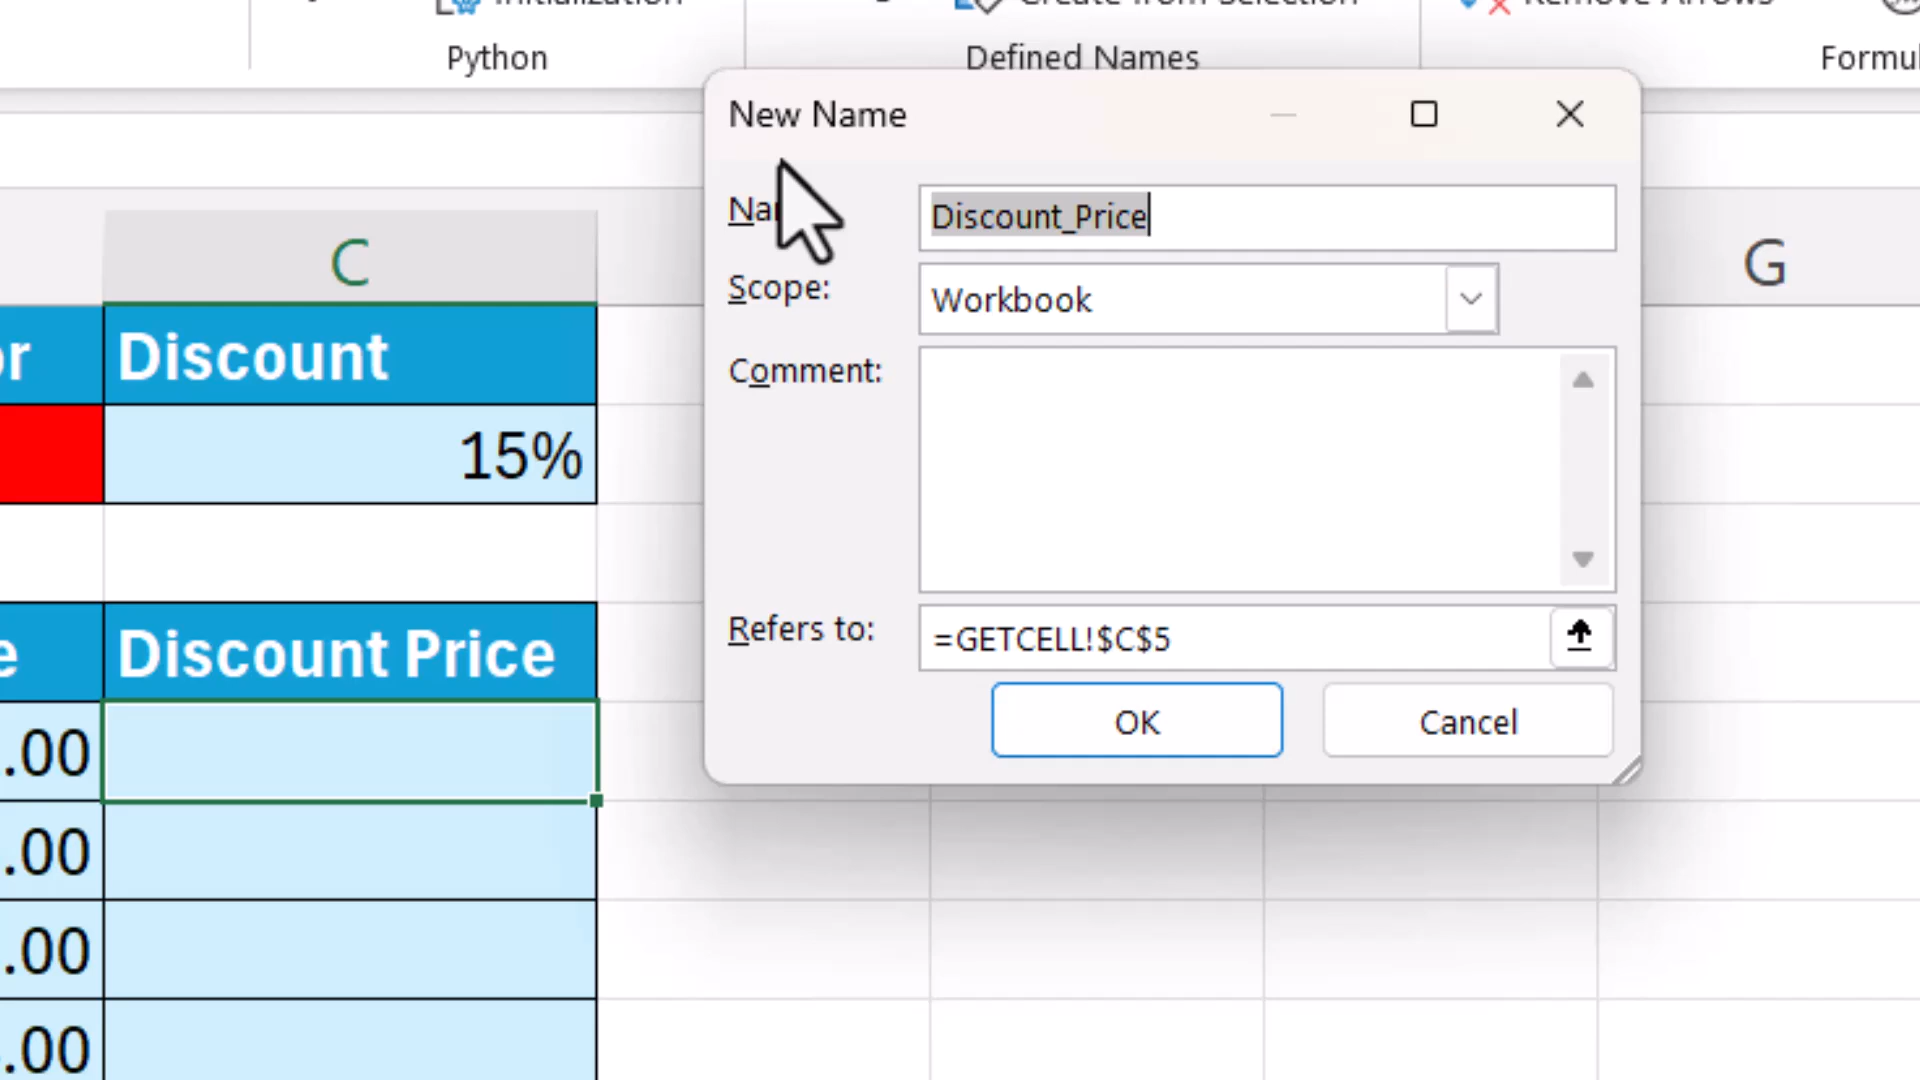 Initialization
Create from Selection
Remove Arrows
Python
Defined Names
Formul
New Name
Name:
Discount_Price
C
G
Scope:
Workbook
or
Discount
Comment:
15%
Refers to:
=GETCELL!$C$5
e
Discount Price
OK
Cancel
.00
.00
.00
.00